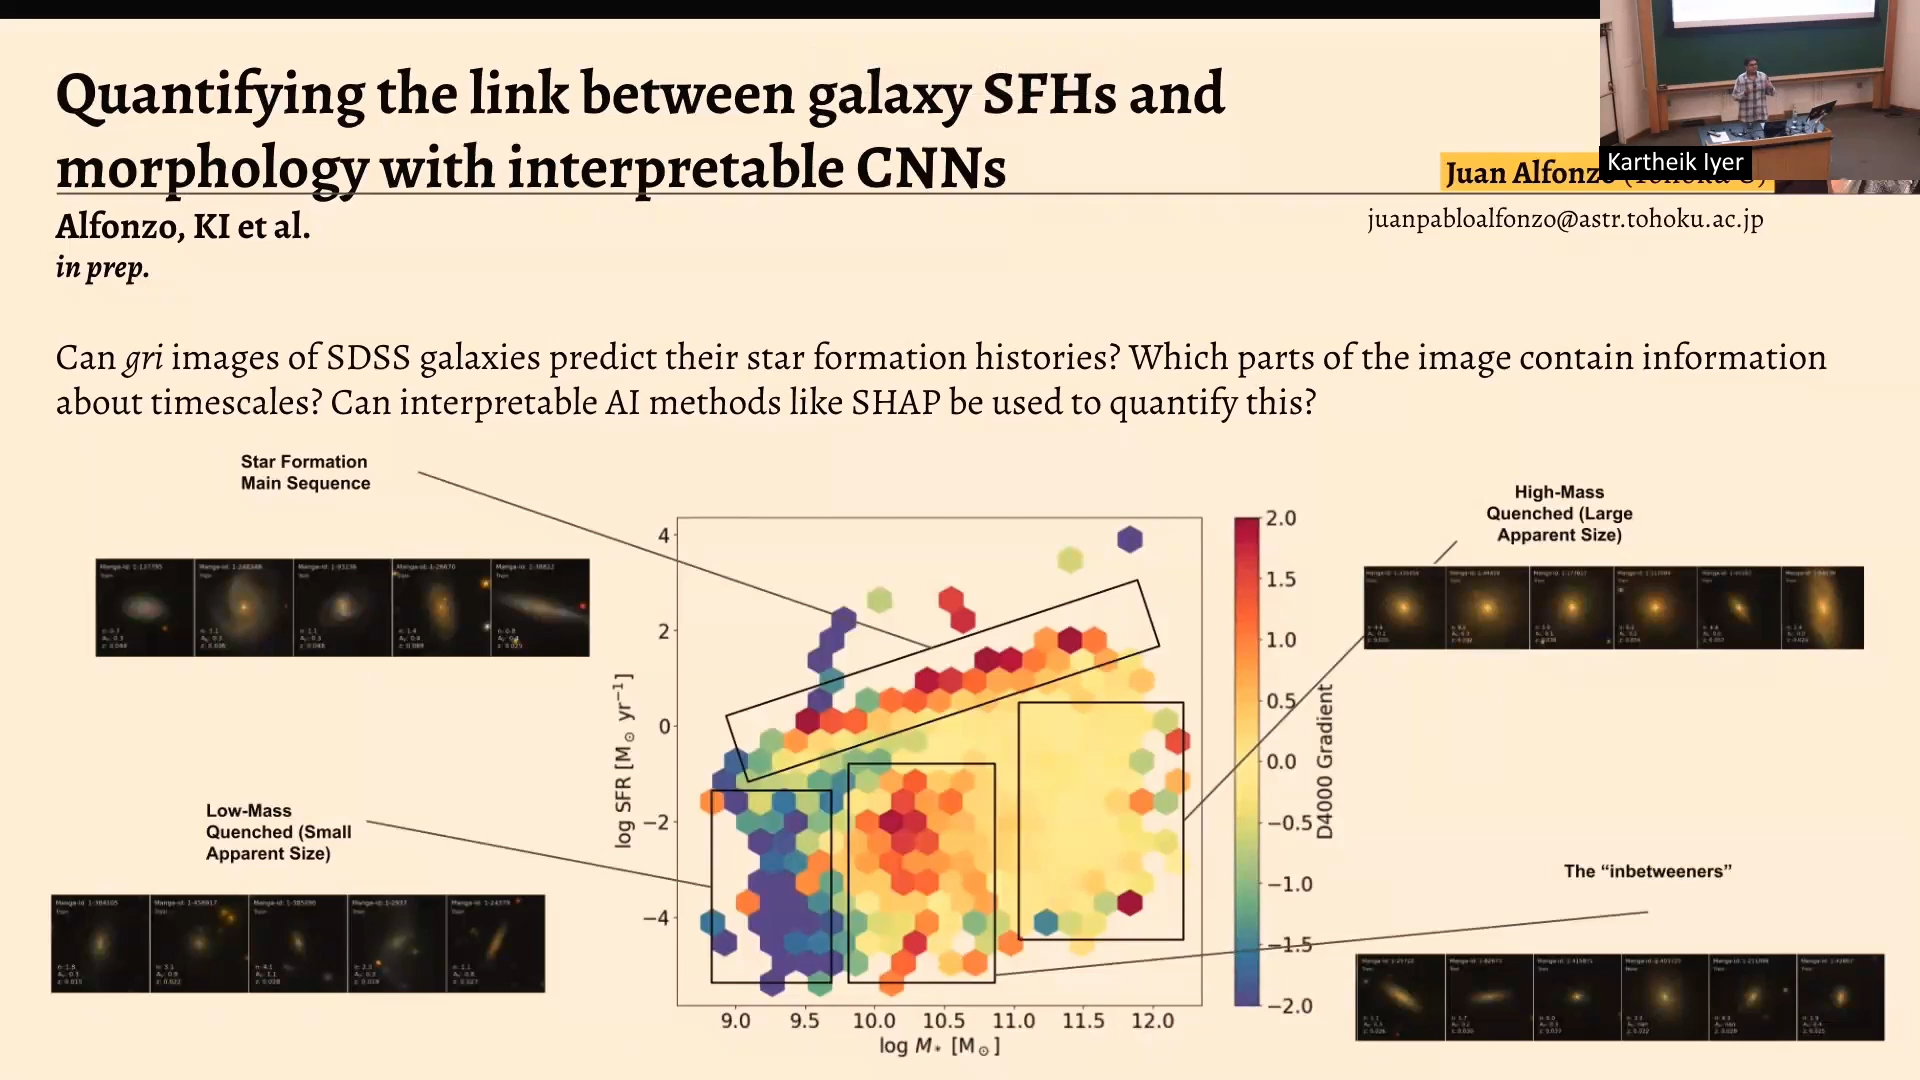 Quantifying the link between galaxy SFHs and
morphology with interpretable CNNs
Kartheik Iyer
Juan Alfonzo
Alfonzo, KI et al.
juanpabloalfonzo@astr.tohoku.ac.jp
in prep.
Can gri images of SDSS galaxies predict their star formation histories? Which parts of the image contain information
about timescales? Can interpretable AI methods like SHAP be used to quantify this?
Star Formation
Main Sequence
High-Mass
Quenched (Large
Apparent Size)
Low-Mass
Quenched (Small
Apparent Size)
The “inbetweeners”
4
2
0
−2
−4
log SFR [M⊙ yr⁻¹]
9.0 9.5 10.0 10.5 11.0 11.5 12.0
log M* [M⊙]
2.0
1.5
1.0
0.5
0.0
−0.5
−1.0
−1.5
−2.0
D4000 Gradient